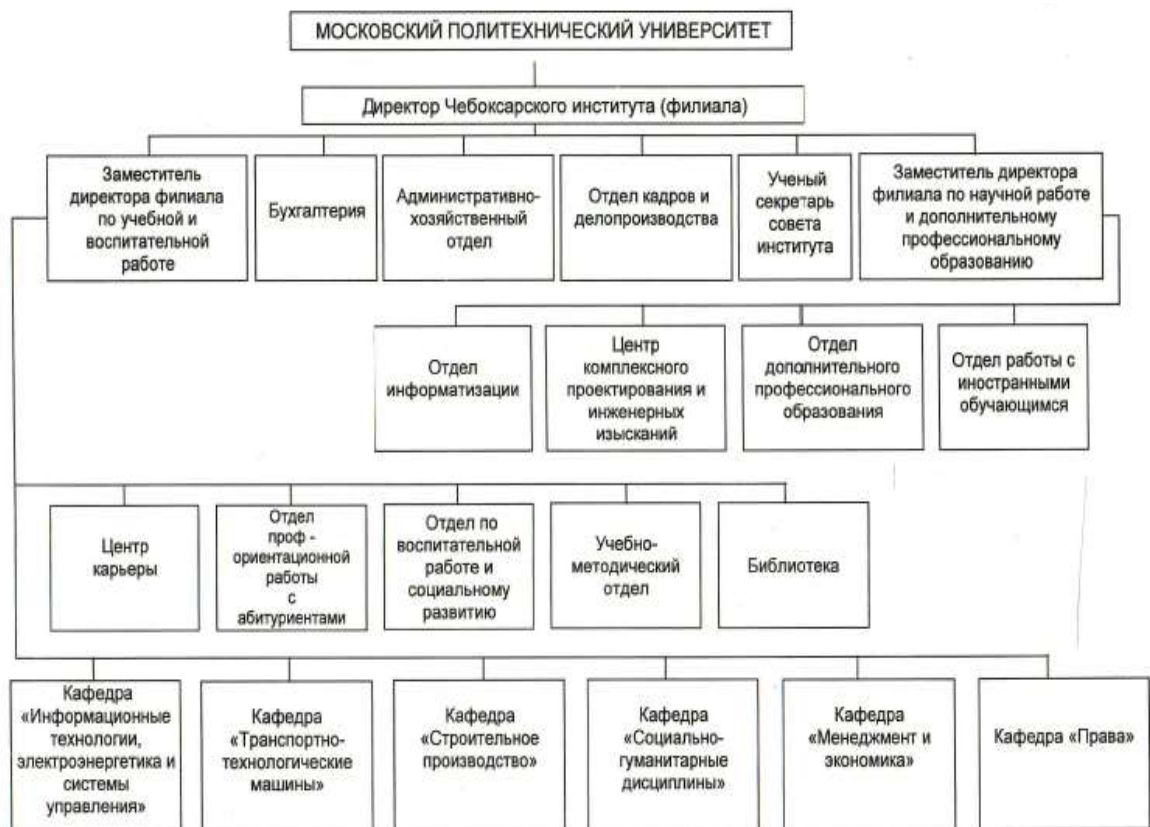 МОСКОВСКИЙ ПОЛИТЕХНИЧЕСКИЙ УНИВЕРСИТЕТ
Директор Чебоксарского института (филиала)
Заместитель
директора филиала
по учебной и
воспитательной
работе
Бухгалтерия
Административно-
хозяйственный
отдел
Отдел кадров и
делопроизводства
Ученый
секретарь
совета
института
Заместитель директора
филиала по научной работе
и дополнительному
профессиональному
образованию
Отдел
информатизации
Центр
комплексного
проектирования и
инженерных
изысканий
Отдел
дополнительного
профессионального
образования
Отдел работы с
иностранными
обучающимся
Центр
карьеры
Отдел
проф -
ориентационной
работы
с
абитуриентами
Отдел по
воспитательной
работе и
социальному
развитию
Учебно-
методический
отдел
Библиотека
Кафедра
«Информационные
технологии,
электроэнергетика и
системы
управления»
Кафедра
«Транспортно-
технологические
машины»
Кафедра
«Строительное
производство»
Кафедра
«Социально-
гуманитарные
дисциплины»
Кафедра
«Менеджмент и
экономика»
Кафедра «Права»